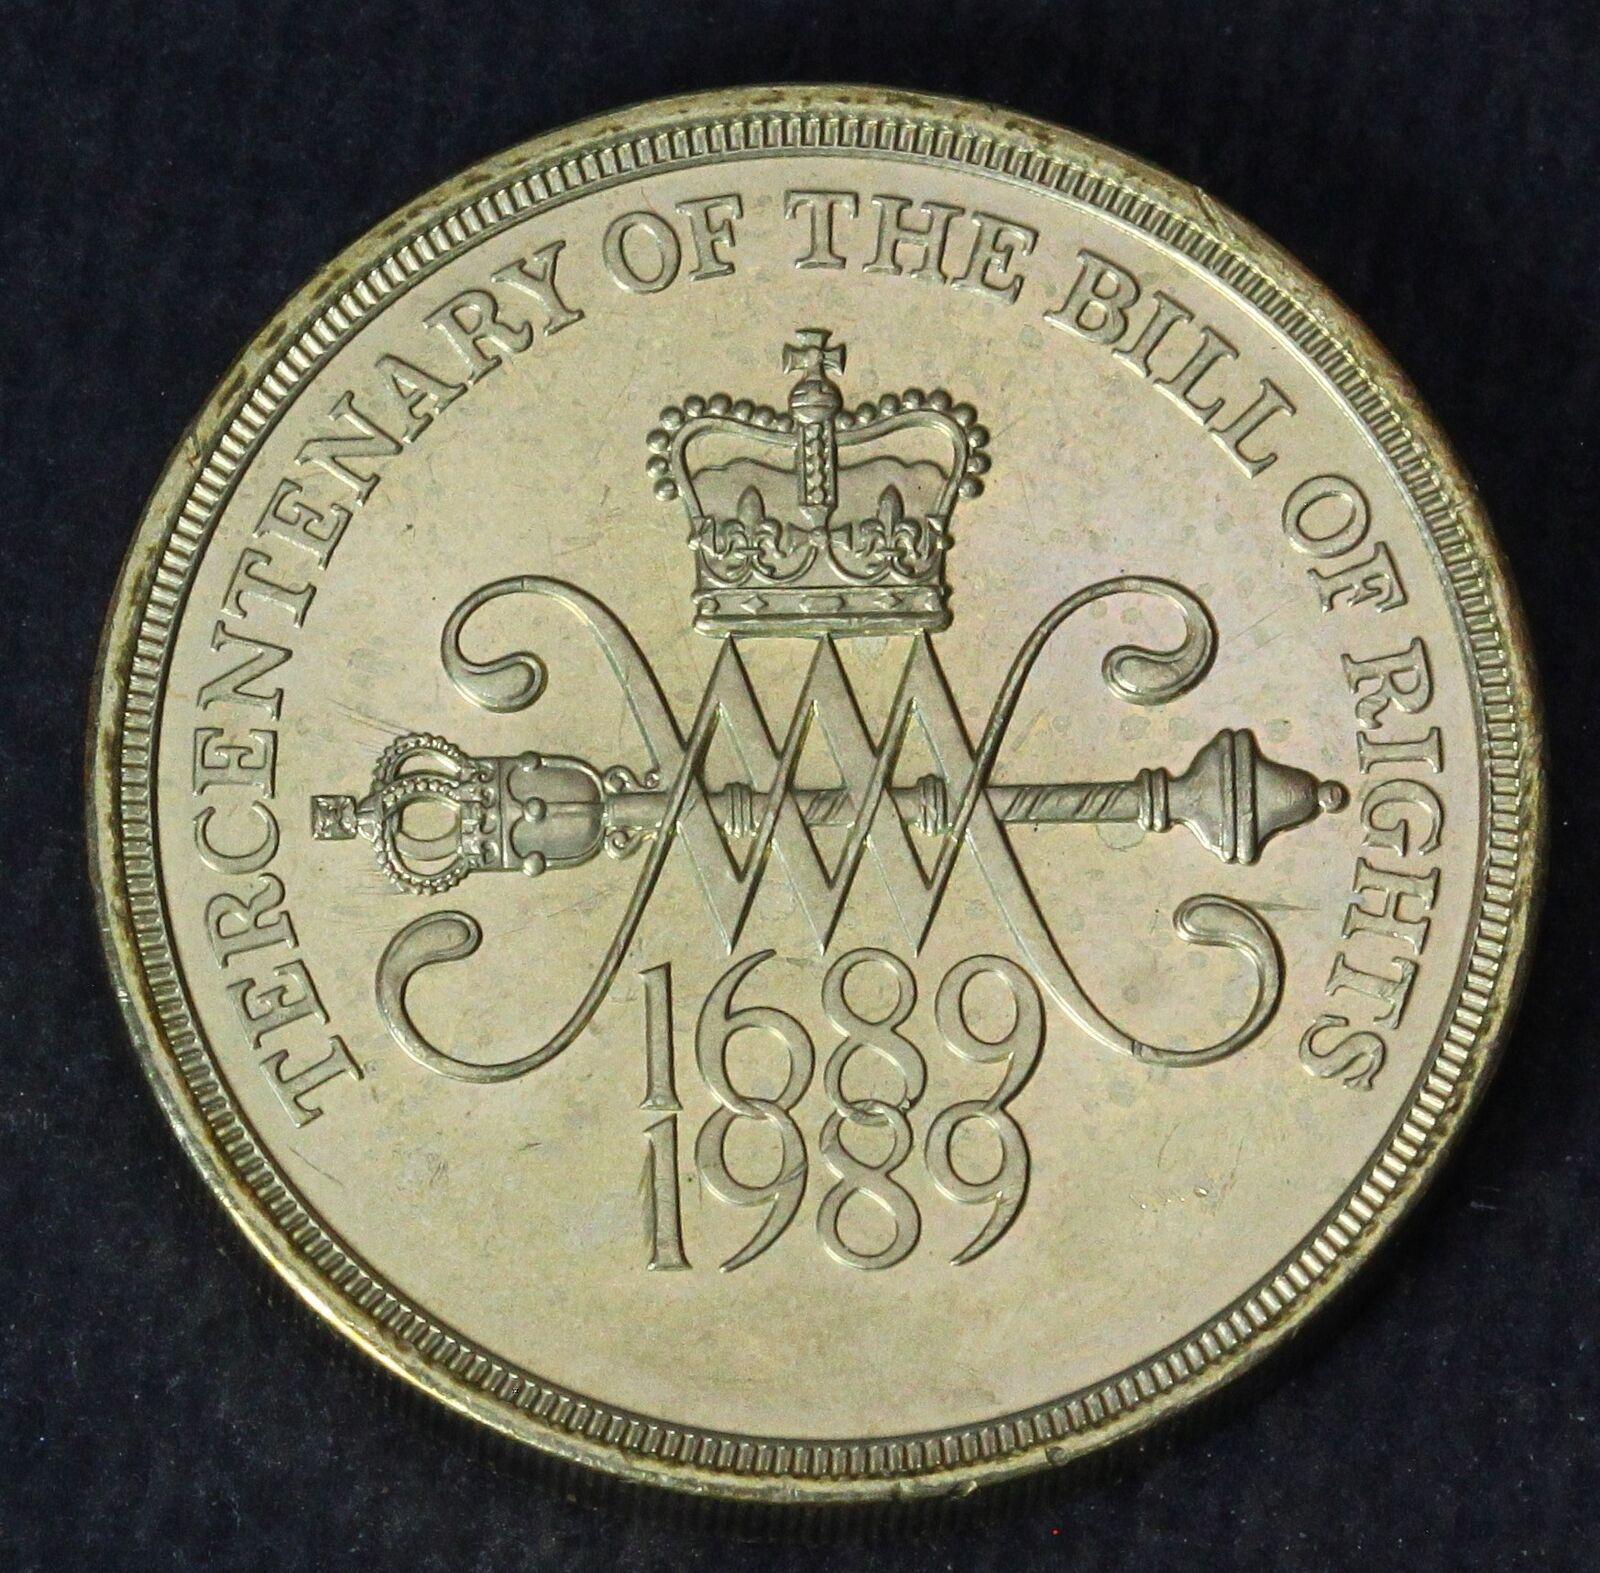 TERCENTENARY OF THE BILL OF RIGHTS
1689
1989